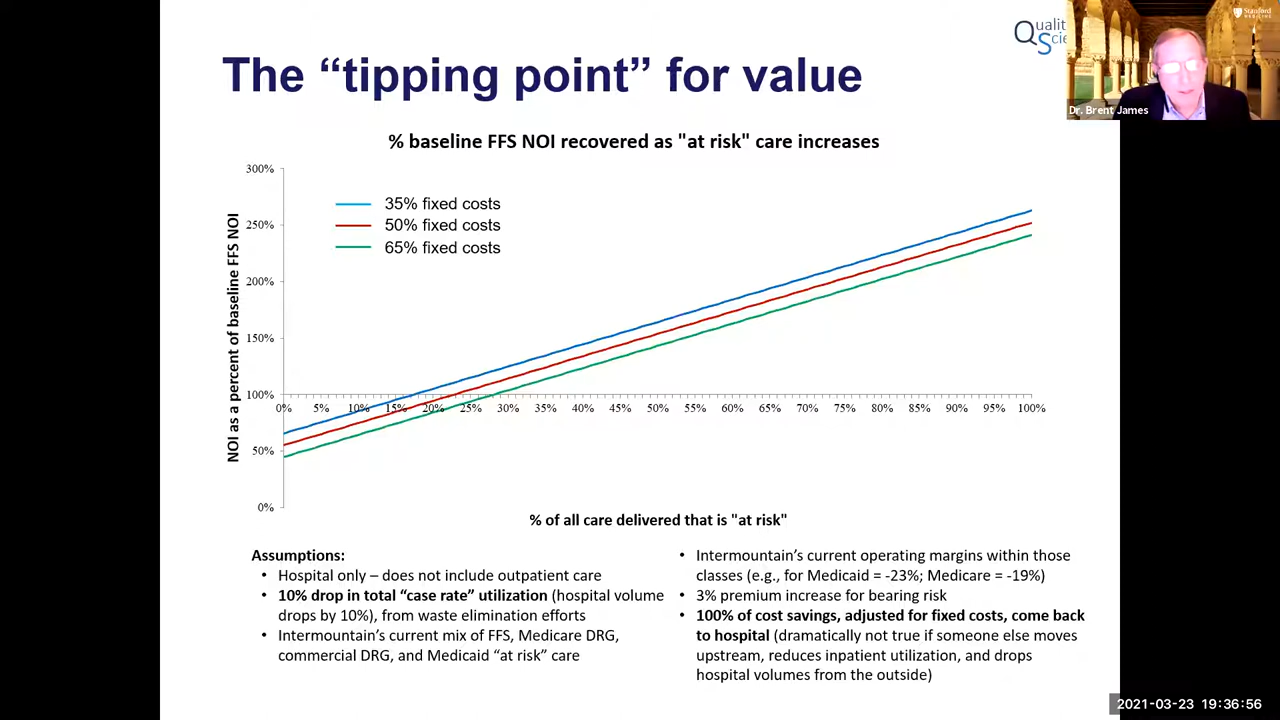 Qualit
Scie
Stanford
MEDICINE
Dr. Brent James
The “tipping point” for value
% baseline FFS NOI recovered as "at risk" care increases
NOI as a percent of baseline FFS NOI
300%
250%
200%
150%
100%
50%
0%
35% fixed costs
50% fixed costs
65% fixed costs
0% 5% 10% 15% 20% 25% 30% 35% 40% 45% 50% 55% 60% 65% 70% 75% 80% 85% 90% 95% 100%
% of all care delivered that is "at risk"
Assumptions:
• Hospital only – does not include outpatient care
• 10% drop in total “case rate” utilization (hospital volume
drops by 10%), from waste elimination efforts
• Intermountain’s current mix of FFS, Medicare DRG,
commercial DRG, and Medicaid “at risk” care
• Intermountain’s current operating margins within those
classes (e.g., for Medicaid = -23%; Medicare = -19%)
• 3% premium increase for bearing risk
• 100% of cost savings, adjusted for fixed costs, come back
to hospital (dramatically not true if someone else moves
upstream, reduces inpatient utilization, and drops
hospital volumes from the outside)
2021-03-23 19:36:56